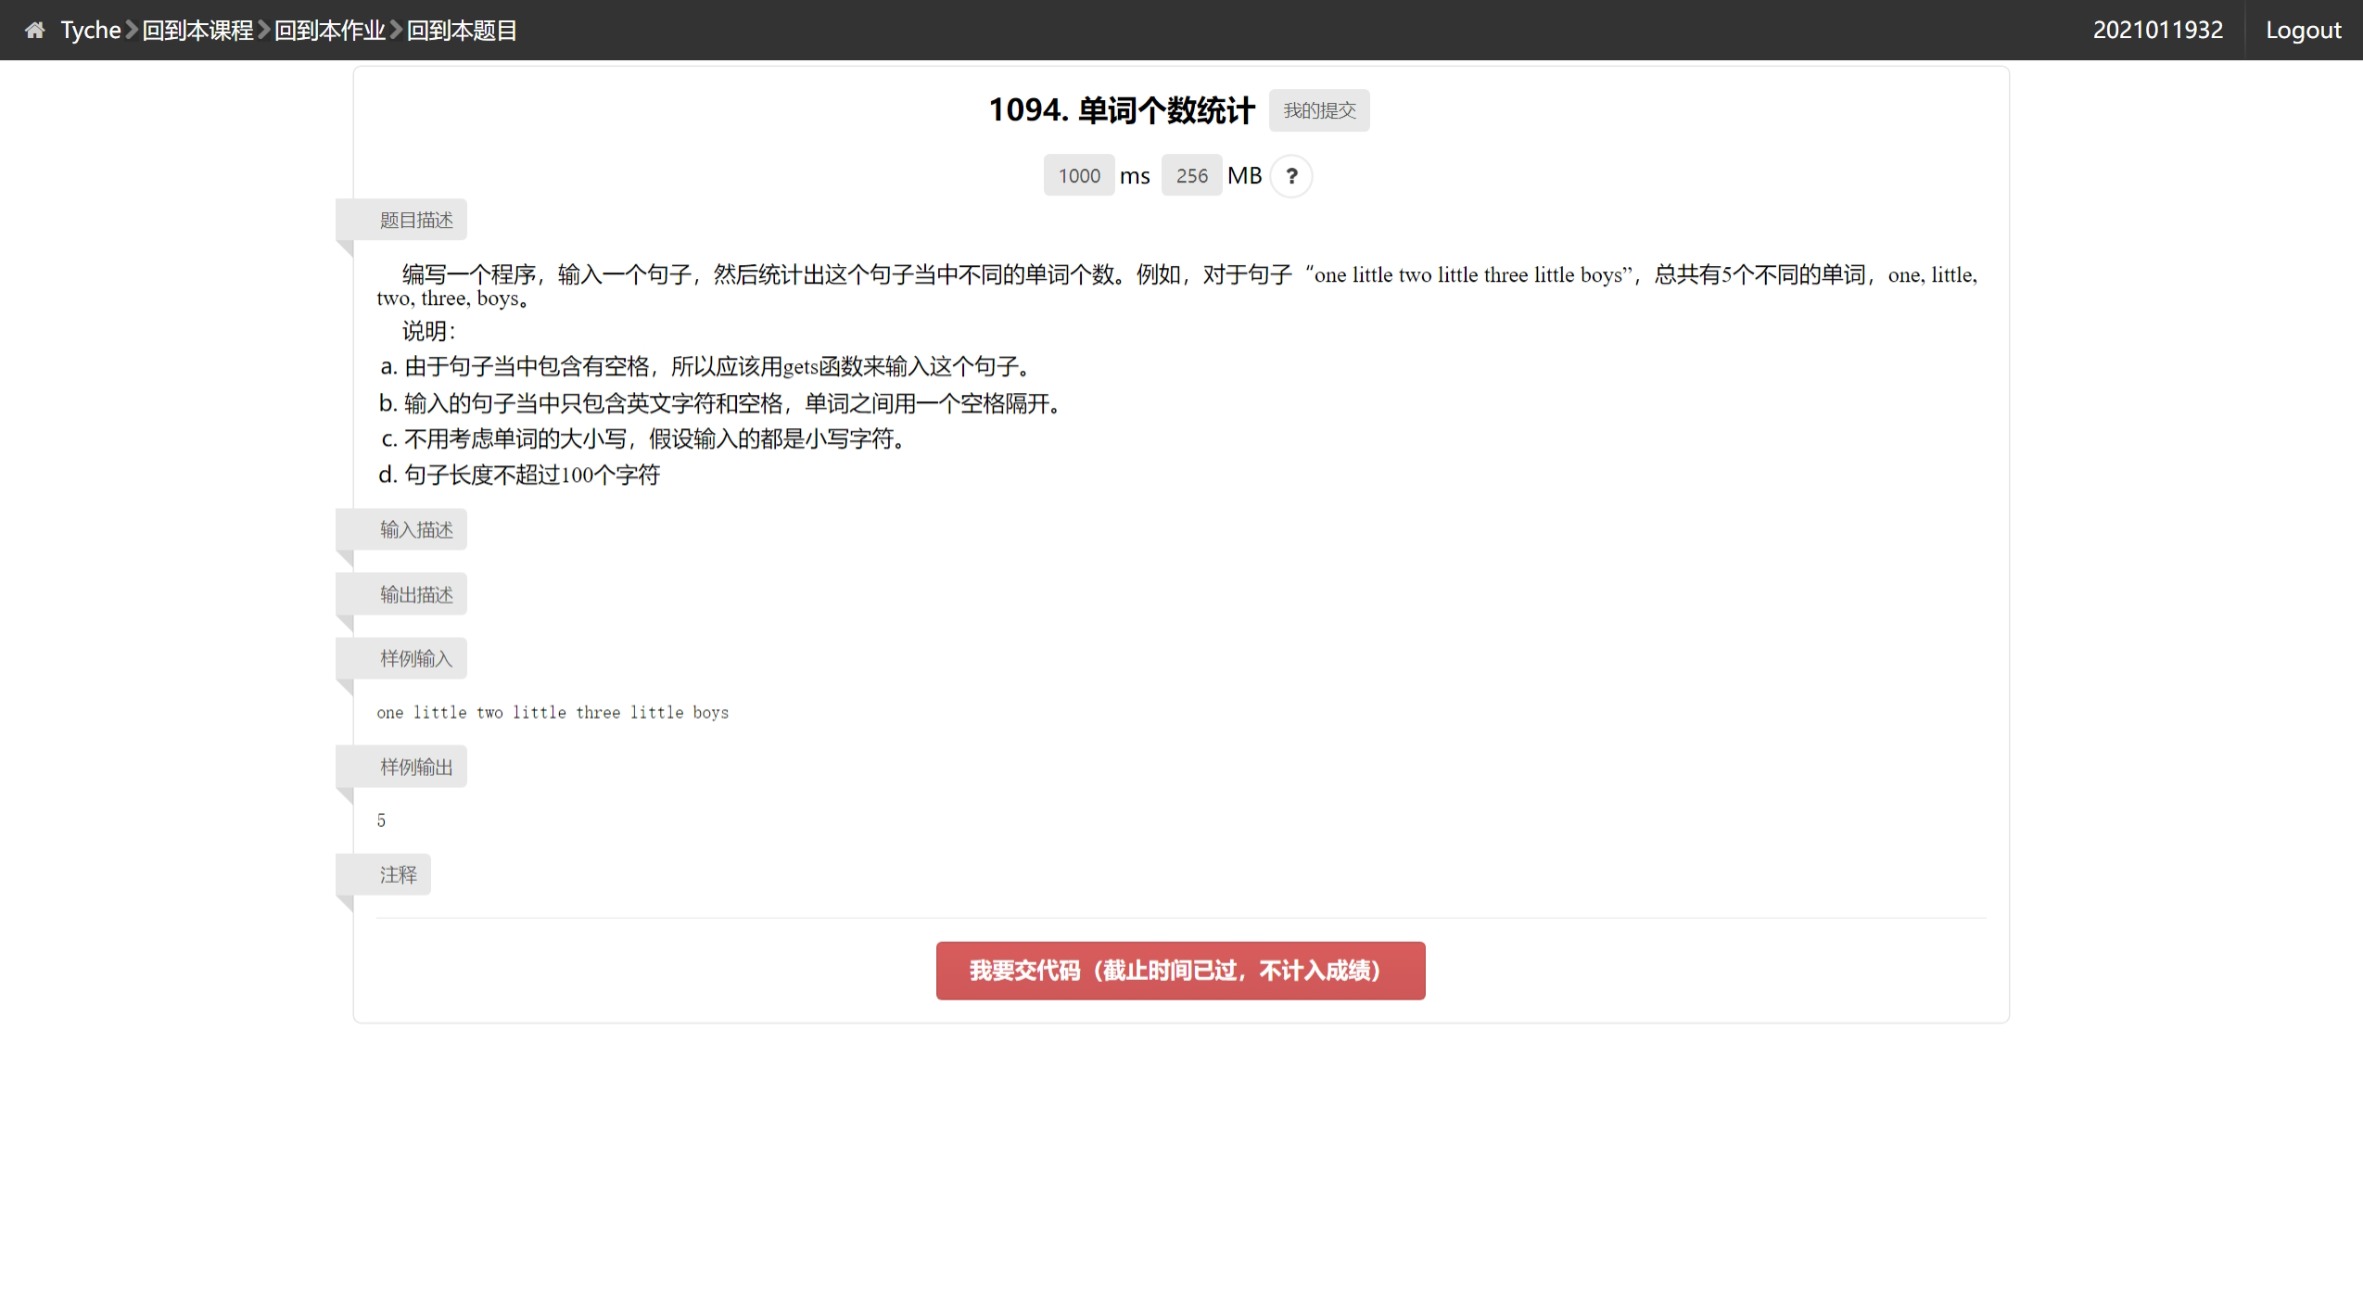 Tyche 回到本课程 回到本作业 回到本题目 2021011932 Logout
1094. 单词个数统计 我的提交
1000 ms 256 MB ?
题目描述
编写一个程序，输入一个句子，然后统计出这个句子当中不同的单词个数。例如，对于句子“one little two little three little boys”，总共有5个不同的单词，one, little,
two, three, boys。
说明：
a. 由于句子当中包含有空格，所以应该用gets函数来输入这个句子。
b. 输入的句子当中只包含英文字符和空格，单词之间用一个空格隔开。
c. 不用考虑单词的大小写，假设输入的都是小写字符。
d. 句子长度不超过100个字符
输入描述
输出描述
样例输入
one little two little three little boys
样例输出
5
注释
我要交代码（截止时间已过，不计入成绩）